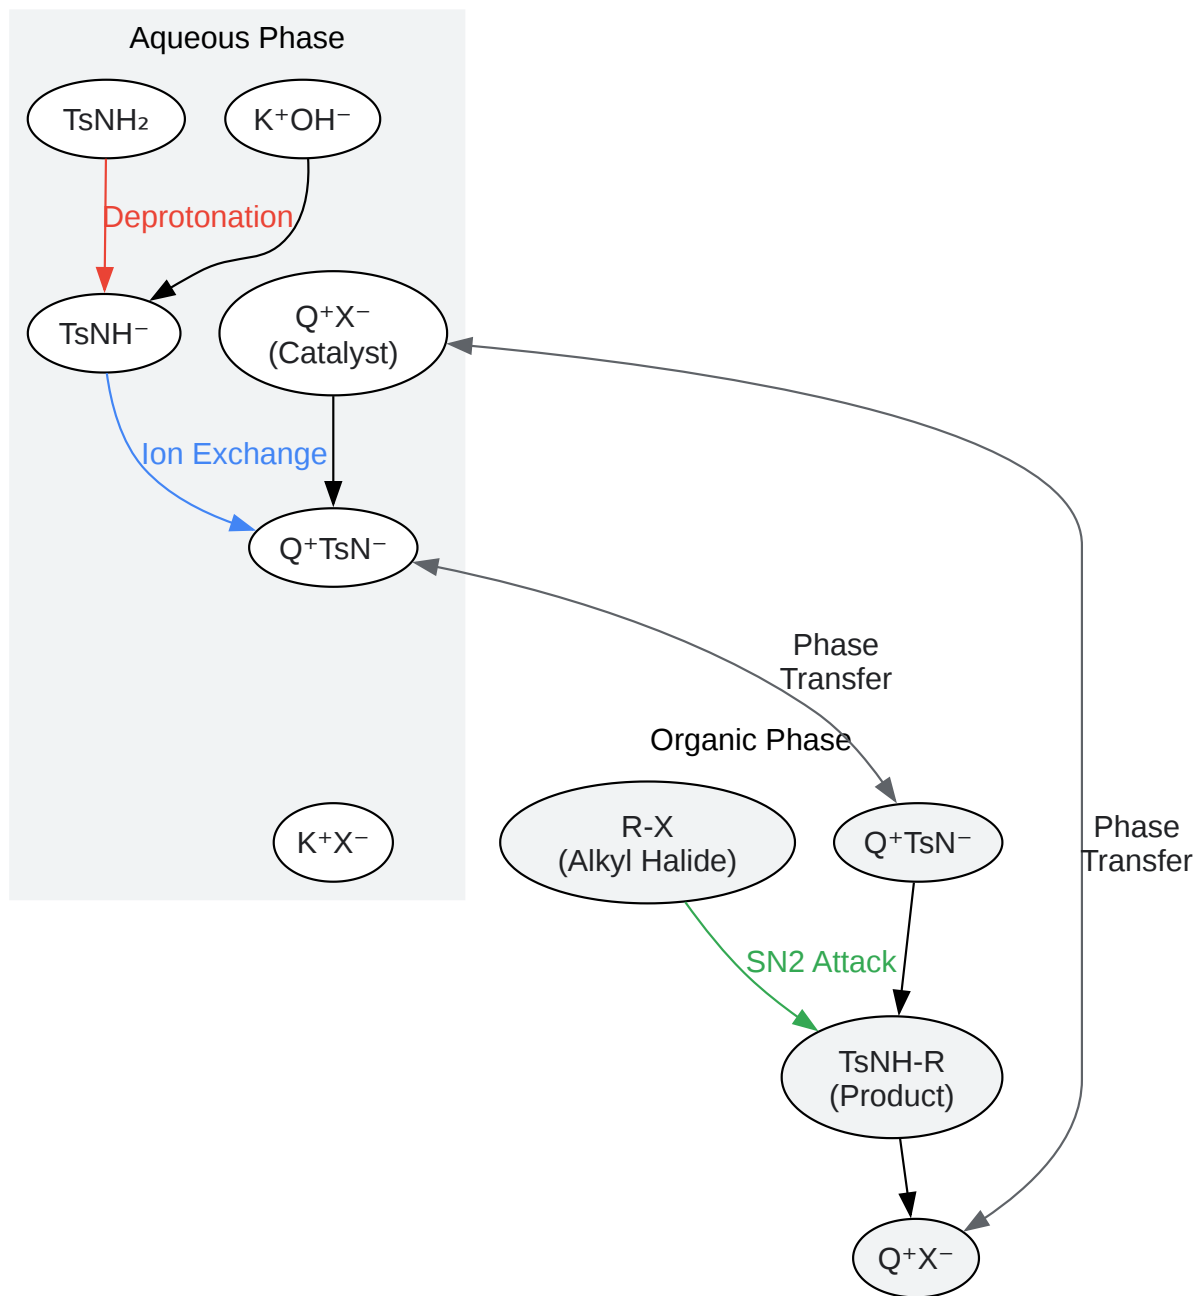 Aqueous Phase
TsNH₂
K⁺OH⁻
Deprotonation
TsNH⁻
Q⁺X⁻
(Catalyst)
Ion Exchange
Q⁺TsN⁻
Phase
Transfer
Organic Phase
K⁺X⁻
R-X
(Alkyl Halide)
Q⁺TsN⁻
Phase
Transfer
SN2 Attack
TsNH-R
(Product)
Q⁺X⁻